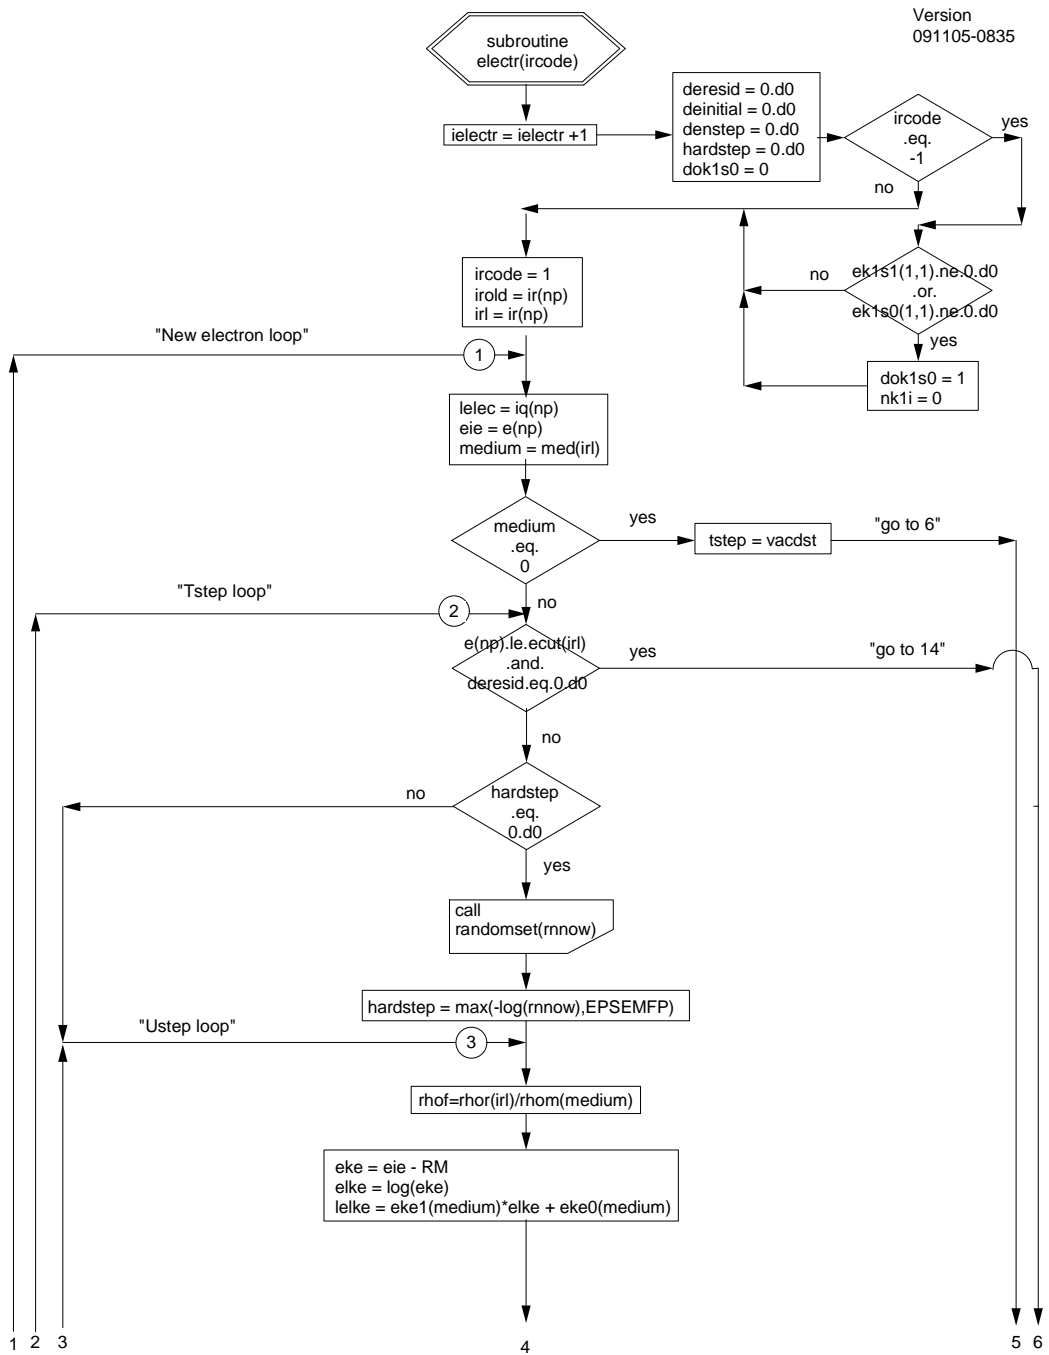 Version
091105-0835
subroutine
electr(ircode)
ielectr = ielectr +1
deresid = 0.d0
deinitial = 0.d0
denstep = 0.d0
hardstep = 0.d0
dok1s0 = 0
ircode
.eq.
-1
yes
no
ek1s1(1,1).ne.0.d0
.or.
ek1s0(1,1).ne.0.d0
no
yes
dok1s0 = 1
nk1i = 0
ircode = 1
irold = ir(np)
irl = ir(np)
"New electron loop"
1
lelec = iq(np)
eie = e(np)
medium = med(irl)
medium
.eq.
0
yes
tstep = vacdst
"go to 6"
no
"Tstep loop"
2
e(np).le.ecut(irl)
.and.
deresid.eq.0.d0
yes
"go to 14"
no
hardstep
.eq.
0.d0
no
yes
call
randomset(rnnow)
hardstep = max(-log(rnnow),EPSEMFP)
"Ustep loop"
3
rhof=rhor(irl)/rhom(medium)
eke = eie - RM
elke = log(eke)
lelke = eke1(medium)*elke + eke0(medium)
1 2 3 4 5 6